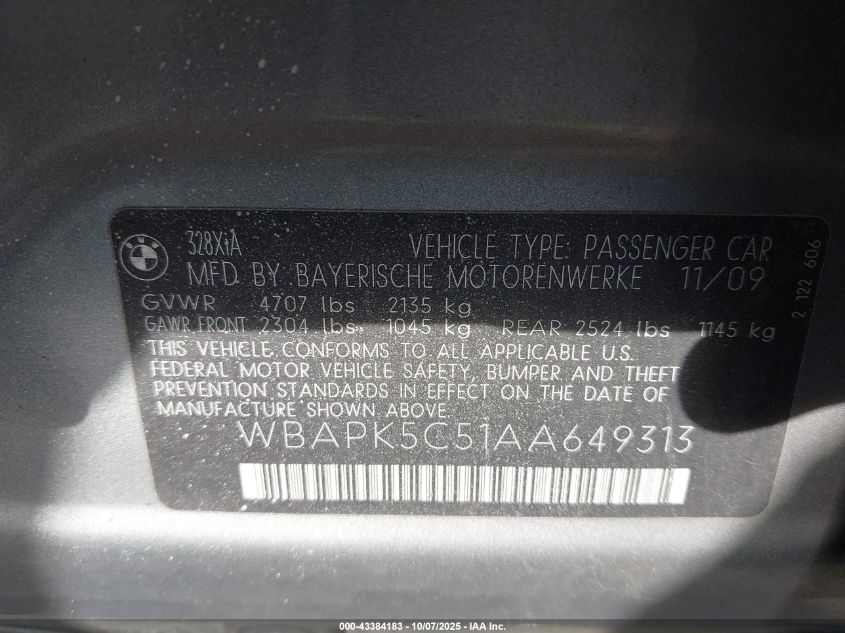 BMW
328XiA VEHICLE TYPE: PASSENGER CAR
MFD BY BAYERISCHE MOTORENWERKE 11/09
GVWR 4707 lbs 2135 kg
GAWR FRONT 2304 lbs 1045 kg REAR 2524 lbs 1145 kg
THIS VEHICLE CONFORMS TO ALL APPLICABLE U.S.
FEDERAL MOTOR VEHICLE SAFETY, BUMPER AND THEFT
PREVENTION STANDARDS IN EFFECT ON THE DATE OF
MANUFACTURE SHOWN ABOVE.
WBAPK5C51AA649313
2 122 606
000-43384183 - 10/07/2025 - IAA Inc.